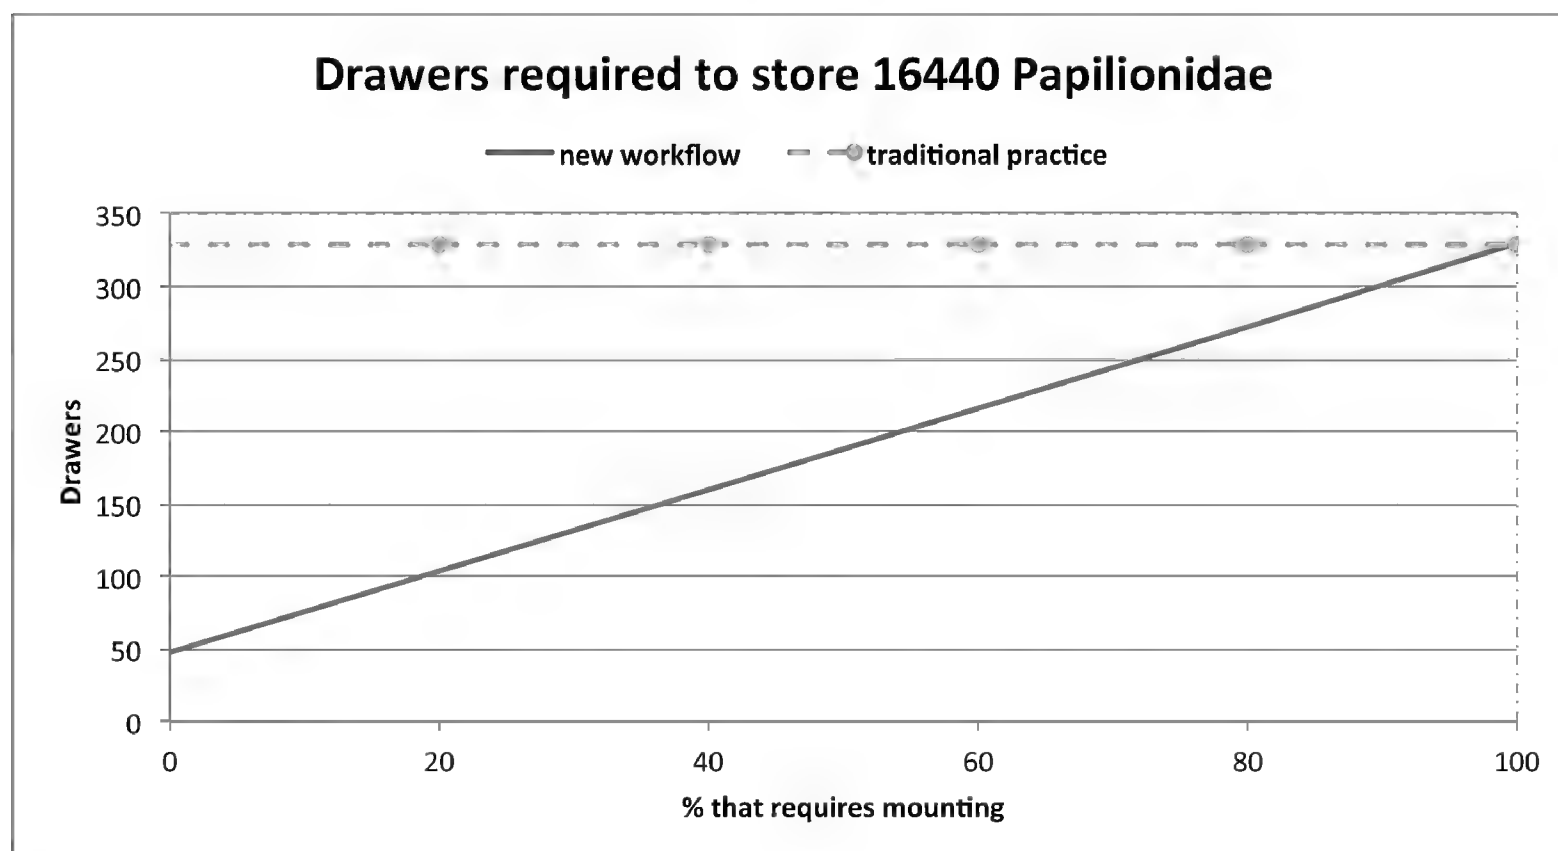 Drawers required to store 16440 Papilionidae
new workflow traditional practice
350
300
250
200
150
100
50
0
Drawers
0 20 40 60 80 100
% that requires mounting